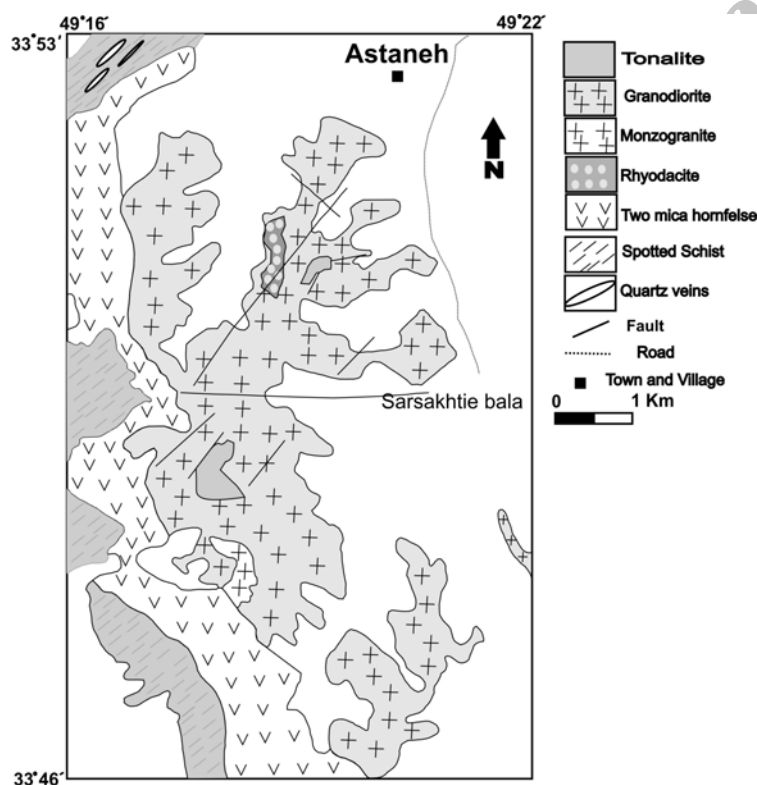 49°16´
49°22´
33°53´
Astaneh
N
Sarsakhtie bala
33°46´
Tonalite
Granodiorite
Monzogranite
Rhyodacite
Two mica hornfelse
Spotted Schist
Quartz veins
Fault
Road
Town and Village
0 1 Km